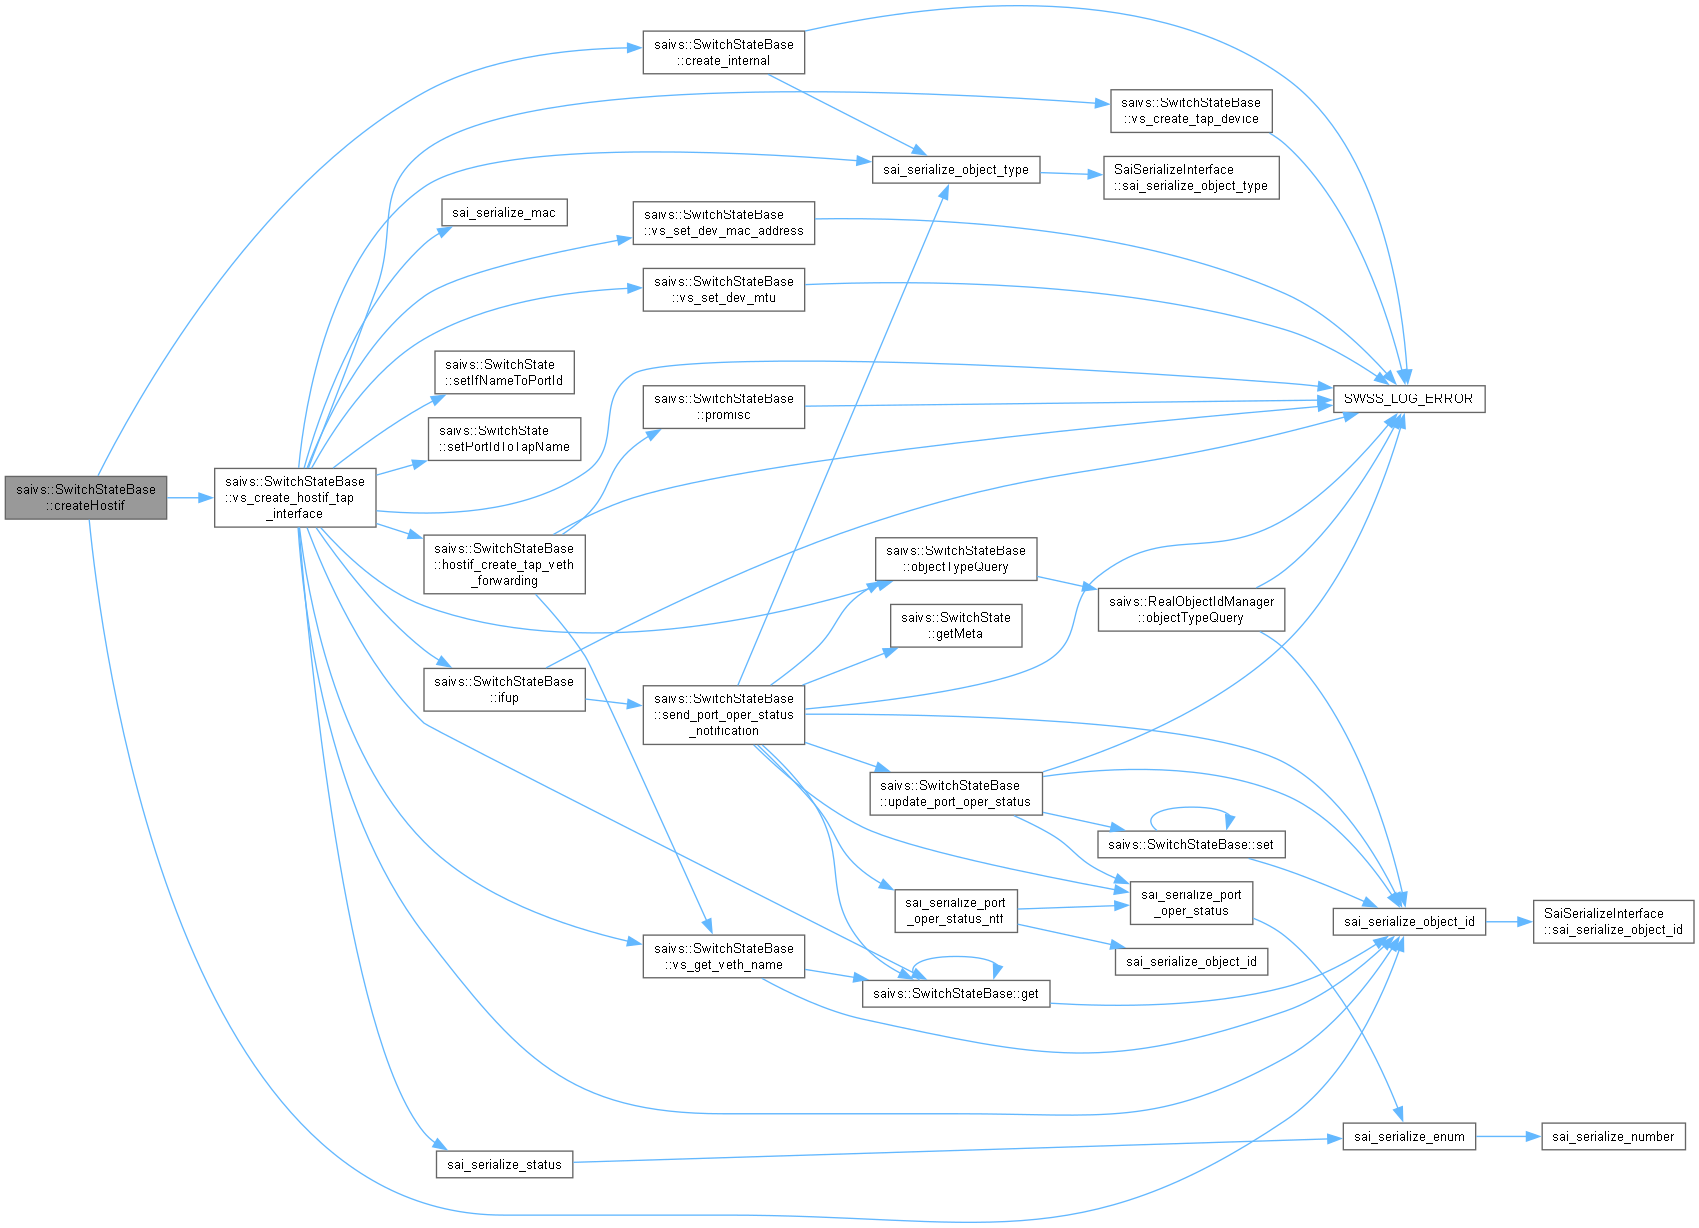 saivs::SwitchStateBase
::create_internal
saivs::SwitchStateBase
::vs_create_tap_device
sai_serialize_object_type
SaiSerializeInterface
::sai_serialize_object_type
sai_serialize_mac
saivs::SwitchStateBase
::vs_set_dev_mac_address
saivs::SwitchStateBase
::vs_set_dev_mtu
saivs::SwitchState
::setIfNameToPortId
saivs::SwitchStateBase
::promisc
SWSS_LOG_ERROR
saivs::SwitchState
::setPortIdToTapName
saivs::SwitchStateBase
::createHostif
saivs::SwitchStateBase
::vs_create_hostif_tap
_interface
saivs::SwitchStateBase
::hostif_create_tap_veth
_forwarding
saivs::SwitchStateBase
::objectTypeQuery
saivs::RealObjectIdManager
::objectTypeQuery
saivs::SwitchState
::getMeta
saivs::SwitchStateBase
::ifup
saivs::SwitchStateBase
::send_port_oper_status
_notification
saivs::SwitchStateBase
::update_port_oper_status
saivs::SwitchStateBase::set
sai_serialize_port
_oper_status_ntf
sai_serialize_port
_oper_status
sai_serialize_object_id
SaiSerializeInterface
::sai_serialize_object_id
saivs::SwitchStateBase
::vs_get_veth_name
sai_serialize_object_id
saivs::SwitchStateBase::get
sai_serialize_status
sai_serialize_enum
sai_serialize_number